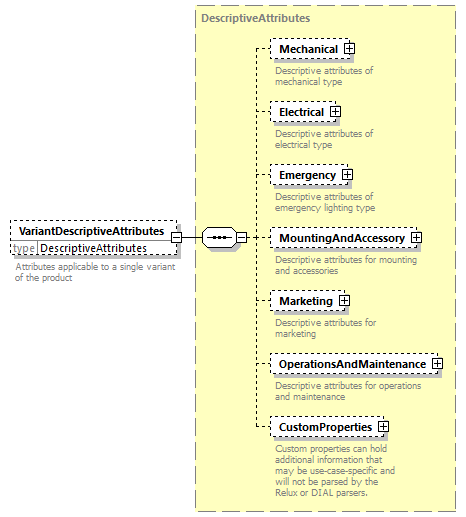 DescriptiveAttributes
Mechanical
Descriptive attributes of
mechanical type
Electrical
Descriptive attributes of
electrical type
Emergency
Descriptive attributes of
emergency lighting type
VariantDescriptiveAttributes
type DescriptiveAttributes
Attributes applicable to a single variant
of the product
MountingAndAccessory
Descriptive attributes for mounting
and accessories
Marketing
Descriptive attributes for
marketing
OperationsAndMaintenance
Descriptive attributes for operations
and maintenance
CustomProperties
Custom properties can hold
additional information that
may be use-case-specific and
will not be parsed by the
Relux or DIAL parsers.